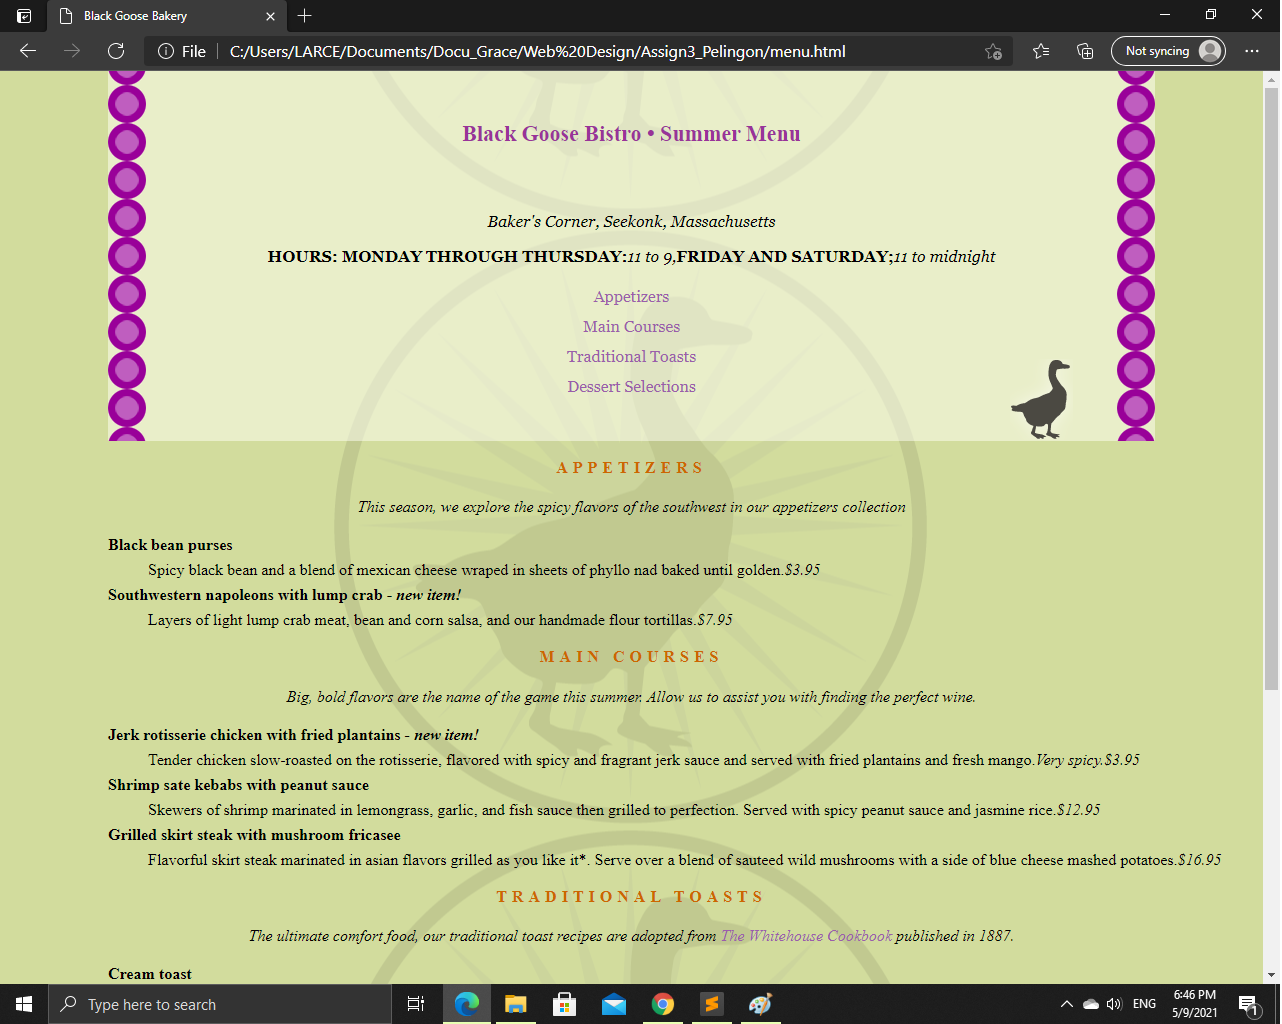 Black Goose Bakery
File
C:/Users/LARCE/Documents/Docu_Grace/Web%20Design/Assign3_Pelingon/menu.html
Not syncing
Black Goose Bistro • Summer Menu
Baker's Corner, Seekonk, Massachusetts
HOURS: MONDAY THROUGH THURSDAY:11 to 9,FRIDAY AND SATURDAY;11 to midnight
Appetizers
Main Courses
Traditional Toasts
Dessert Selections
APPETIZERS
This season, we explore the spicy flavors of the southwest in our appetizers collection
Black bean purses
Spicy black bean and a blend of mexican cheese wraped in sheets of phyllo nad baked until golden.$3.95
Southwestern napoleons with lump crab - new item!
Layers of light lump crab meat, bean and corn salsa, and our handmade flour tortillas.$7.95
MAIN COURSES
Big, bold flavors are the name of the game this summer. Allow us to assist you with finding the perfect wine.
Jerk rotisserie chicken with fried plantains - new item!
Tender chicken slow-roasted on the rotisserie, flavored with spicy and fragrant jerk sauce and served with fried plantains and fresh mango.Very spicy.$3.95
Shrimp sate kebabs with peanut sauce
Skewers of shrimp marinated in lemongrass, garlic, and fish sauce then grilled to perfection. Served with spicy peanut sauce and jasmine rice.$12.95
Grilled skirt steak with mushroom fricasee
Flavorful skirt steak marinated in asian flavors grilled as you like it*. Serve over a blend of sauteed wild mushrooms with a side of blue cheese mashed potatoes.$16.95
TRADITIONAL TOASTS
The ultimate comfort food, our traditional toast recipes are adopted from The Whitehouse Cookbook published in 1887.
Cream toast
Type here to search
ENG
6:46 PM
5/9/2021
1